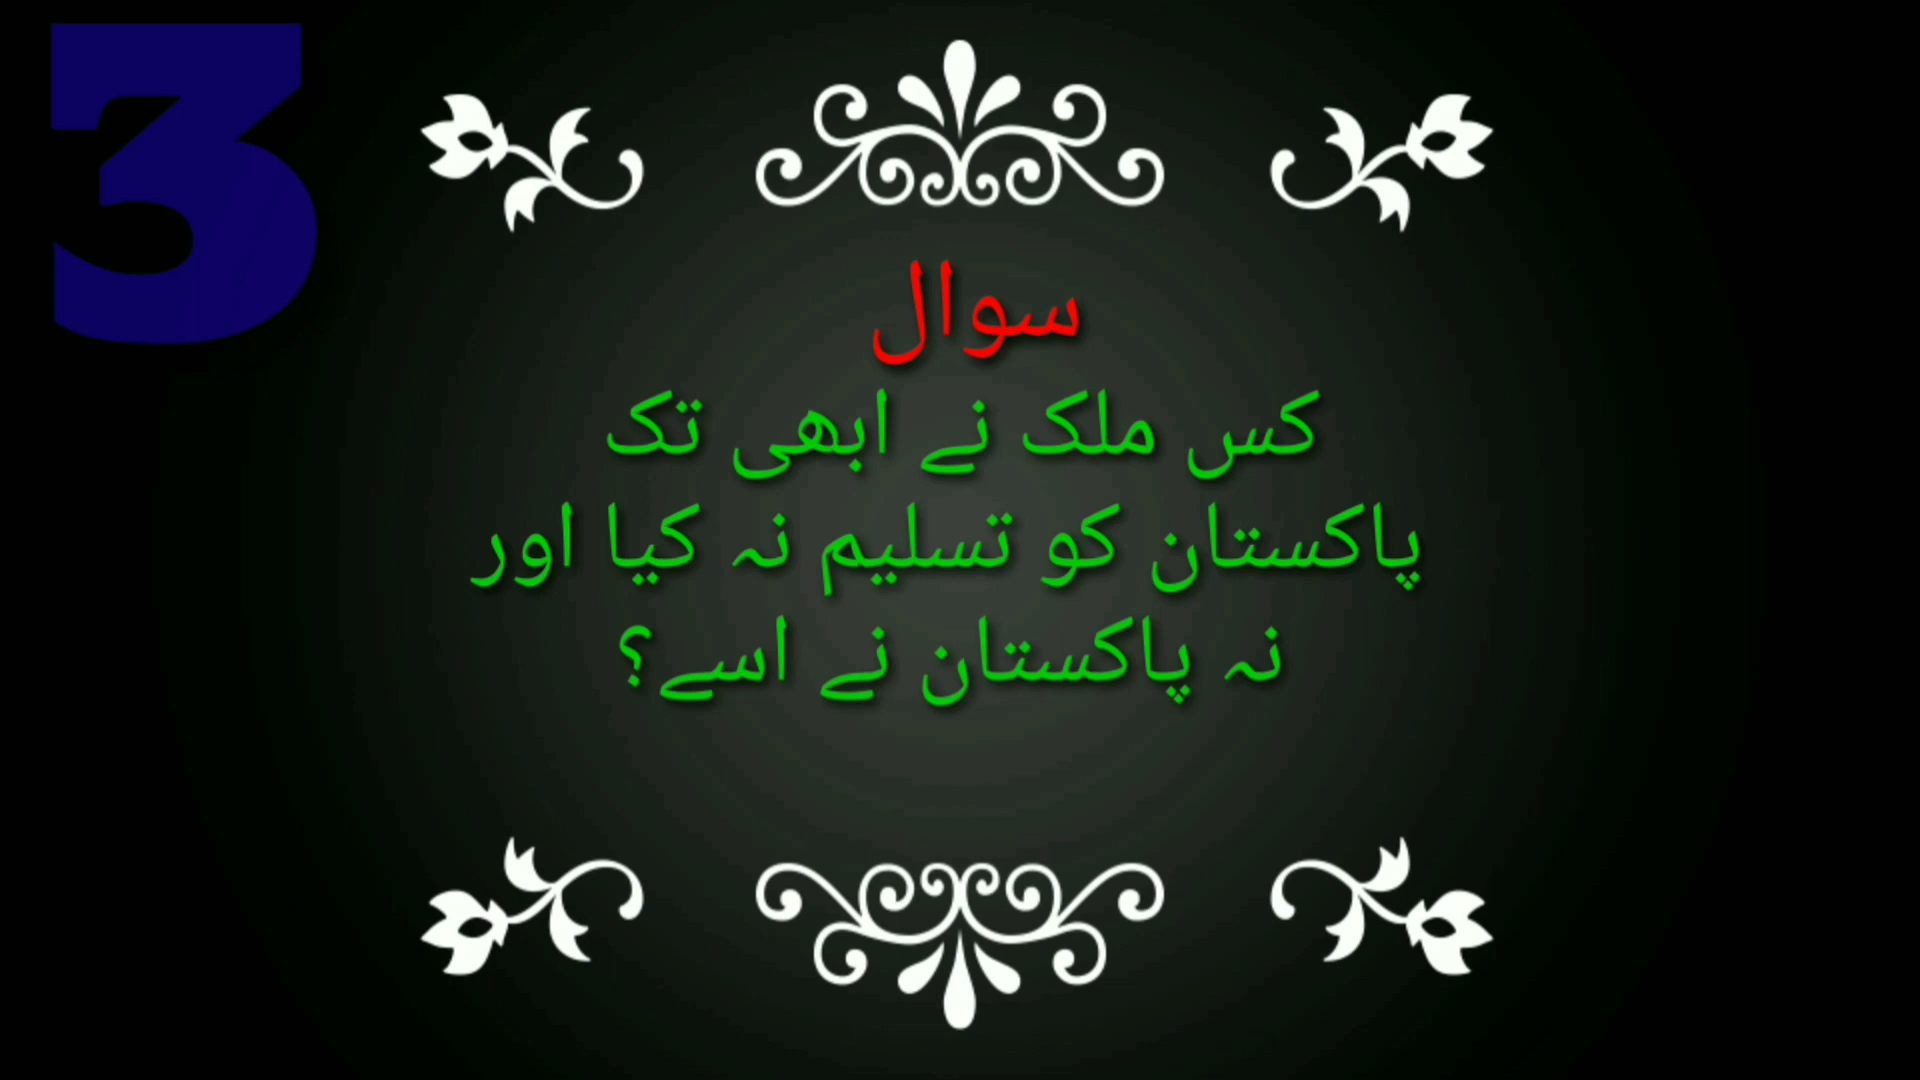 3
سوال
کس ملک نے ابھی تک
پاکستان کو تسلیم نہ کیا اور
نہ پاکستان نے اسے؟